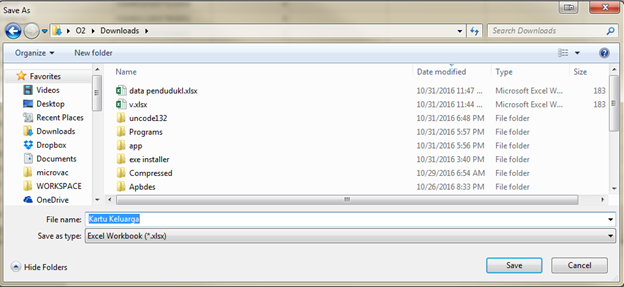 Save As
O2 Downloads Search Downloads
Organize New folder
Favorites
Videos
Desktop
Recent Places
Downloads
Dropbox
Documents
microvac
WORKSPACE
OneDrive
Name Date modified Type Size
data pendudukl.xlsx 10/31/2016 11:47 ... Microsoft Excel W... 183
v.xlsx 10/31/2016 11:44 ... Microsoft Excel W... 183
uncode132 10/31/2016 6:48 PM File folder
Programs 10/31/2016 5:57 PM File folder
app 10/31/2016 5:56 PM File folder
exe installer 10/31/2016 3:40 PM File folder
Compressed 10/29/2016 6:54 AM File folder
Apbdes 10/26/2016 8:33 PM File folder
File name: Kartu Keluarga
Save as type: Excel Workbook (*.xlsx)
Hide Folders Save Cancel